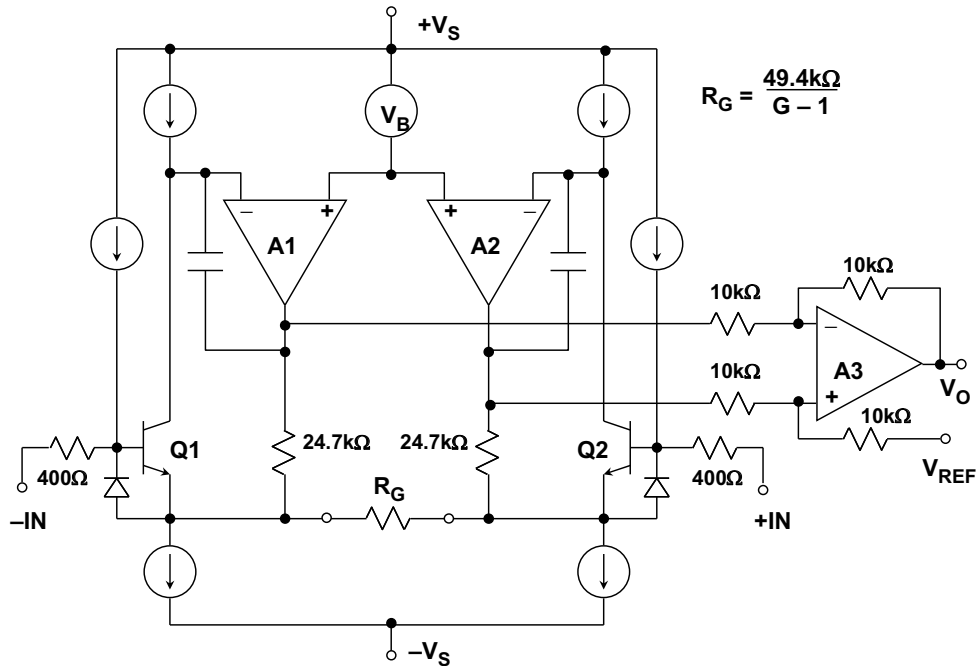 +VS
RG = 49.4kΩ / G – 1
VB
– +
+ –
A1
A2
10kΩ
10kΩ
–
A3
10kΩ
+
VO
10kΩ
VREF
Q1
24.7kΩ
24.7kΩ
Q2
400Ω
400Ω
RG
–IN
+IN
–VS